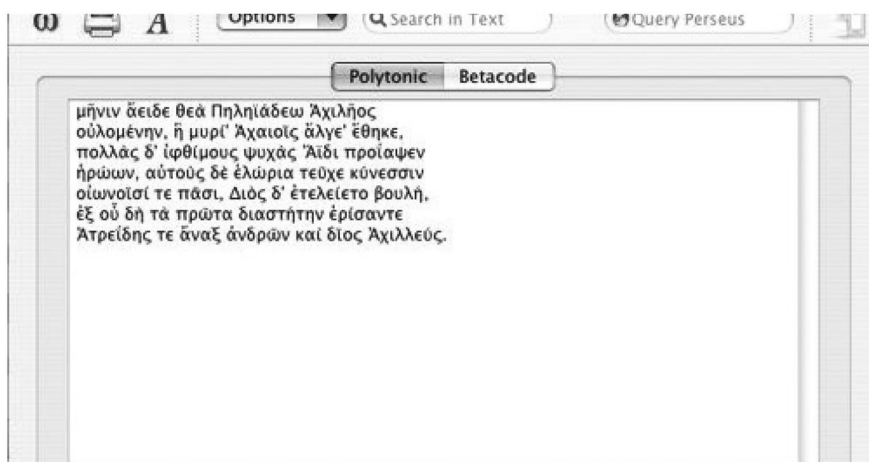 ω A Options Search in Text Query Perseus
Polytonic Betacode
μῆνιν ἄειδε θεὰ Πηληϊάδεω Ἀχιλῆος
οὐλομένην, ἣ μυρί' Ἀχαιοῖς ἄλγε' ἔθηκε,
πολλὰς δ' ἰφθίμους ψυχὰς Ἄϊδι προΐαψεν
ἡρώων, αὐτοὺς δὲ ἑλώρια τεῦχε κύνεσσιν
οἰωνοῖσί τε πᾶσι, Διὸς δ' ἐτελείετο βουλή,
ἐξ οὗ δὴ τὰ πρῶτα διαστήτην ἐρίσαντε
Ἀτρεΐδης τε ἄναξ ἀνδρῶν καὶ δῖος Ἀχιλλεύς.